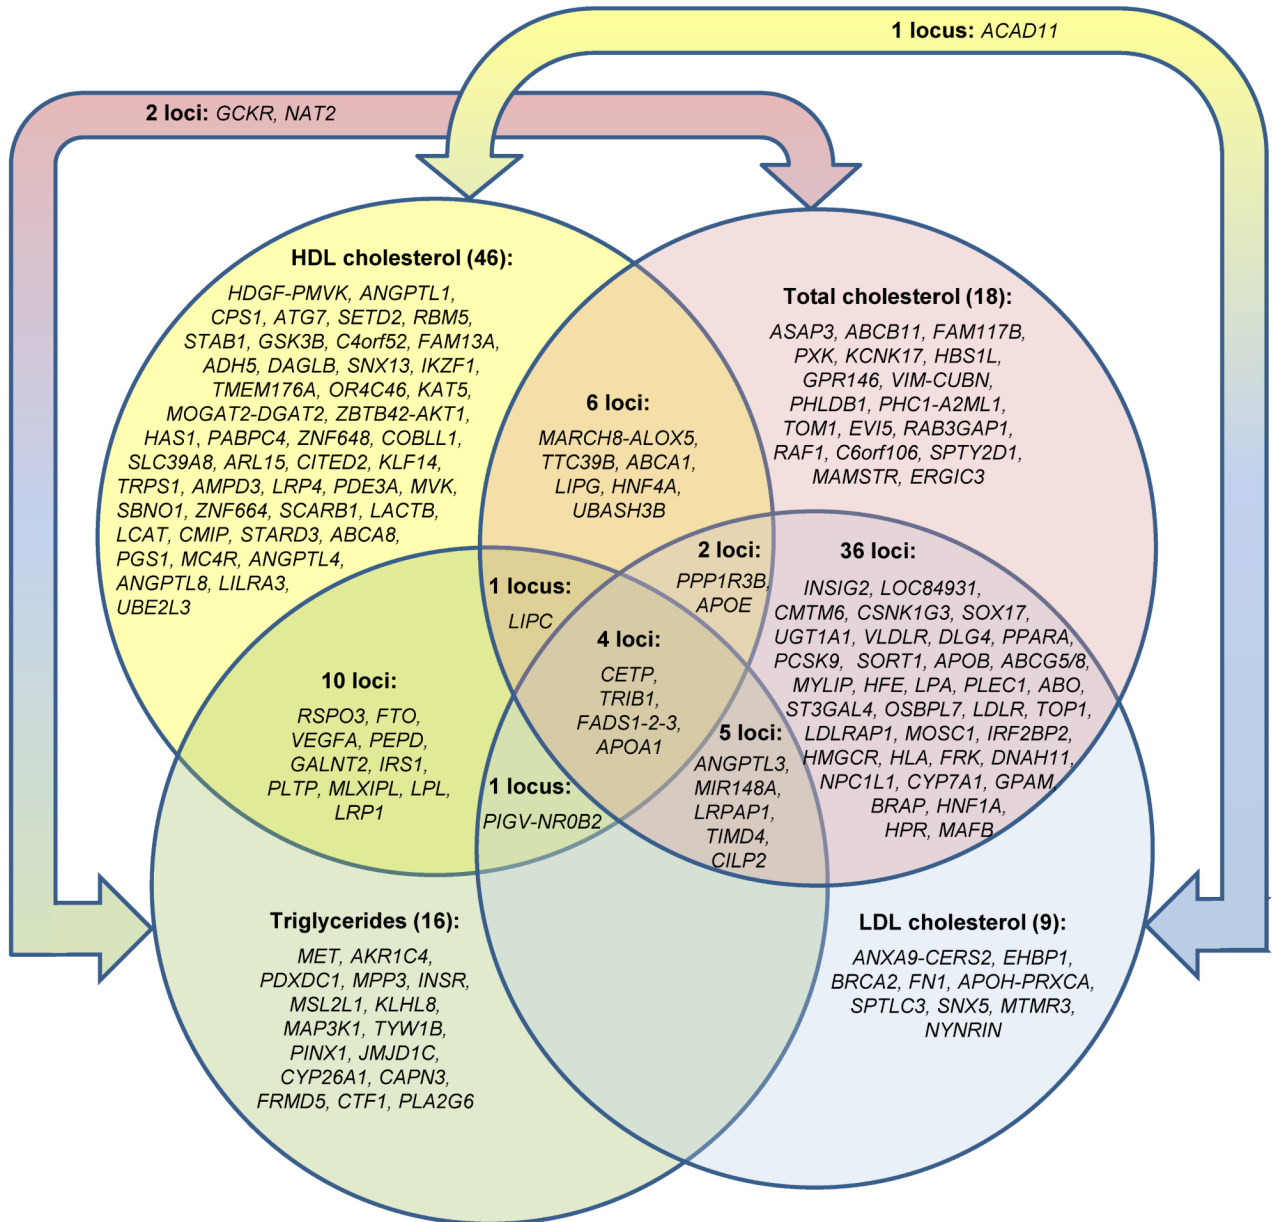 1 locus: ACAD11
2 loci: GCKR, NAT2
HDL cholesterol (46):
HDGF-PMVK, ANGPTL1,
CPS1, ATG7, SETD2, RBM5,
STAB1, GSK3B, C4orf52, FAM13A,
ADH5, DAGLB, SNX13, IKZF1,
TMEM176A, OR4C46, KAT5,
MOGAT2-DGAT2, ZBTB42-AKT1,
HAS1, PABPC4, ZNF648, COBLL1,
SLC39A8, ARL15, CITED2, KLF14,
TRPS1, AMPD3, LRP4, PDE3A, MVK,
SBNO1, ZNF664, SCARB1, LACTB,
LCAT, CMIP, STARD3, ABCA8,
PGS1, MC4R, ANGPTL4,
ANGPTL8, LILRA3,
UBE2L3
Total cholesterol (18):
ASAP3, ABCB11, FAM117B,
PXK, KCNK17, HBS1L,
GPR146, VIM-CUBN,
PHLDB1, PHC1-A2ML1,
TOM1, EVI5, RAB3GAP1,
RAF1, C6orf106, SPTY2D1,
MAMSTR, ERGIC3
6 loci:
MARCH8-ALOX5,
TTC39B, ABCA1,
LIPG, HNF4A,
UBASH3B
2 loci:
PPP1R3B,
APOE
36 loci:
INSIG2, LOC84931,
CMTM6, CSNK1G3, SOX17,
UGT1A1, VLDLR, DLG4, PPARA,
PCSK9, SORT1, APOB, ABCG5/8,
MYLIP, HFE, LPA, PLEC1, ABO,
ST3GAL4, OSBPL7, LDLR, TOP1,
LDLRAP1, MOSC1, IRF2BP2,
HMGCR, HLA, FRK, DNAH11,
NPC1L1, CYP7A1, GPAM,
BRAP, HNF1A,
HPR, MAFB
1 locus:
LIPC
4 loci:
CETP,
TRIB1,
FADS1-2-3,
APOA1
10 loci:
RSPO3, FTO,
VEGFA, PEPD,
GALNT2, IRS1,
PLTP, MLXIPL, LPL,
LRP1
5 loci:
ANGPTL3,
MIR148A,
LRPAP1,
TIMD4,
CILP2
1 locus:
PIGV-NR0B2
Triglycerides (16):
MET, AKR1C4,
PDXDC1, MPP3, INSR,
MSL2L1, KLHL8,
MAP3K1, TYW1B,
PINX1, JMJD1C,
CYP26A1, CAPN3,
FRMD5, CTF1, PLA2G6
LDL cholesterol (9):
ANXA9-CERS2, EHBP1,
BRCA2, FN1, APOH-PRXCA,
SPTLC3, SNX5, MTMR3,
NYNRIN